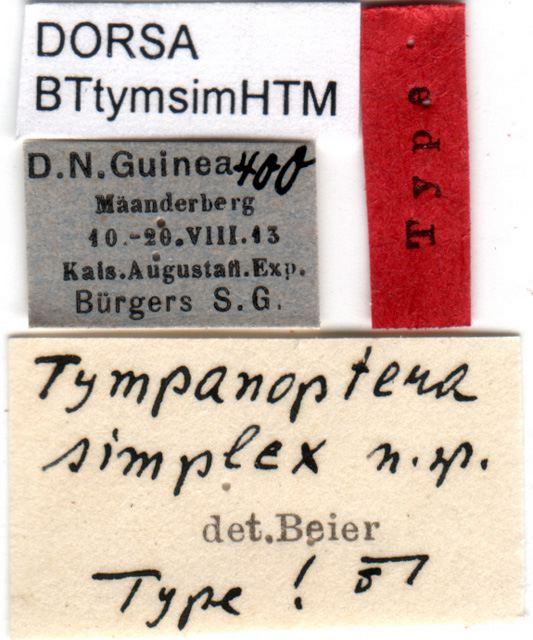 DORSA
BTtymsimHTM
Type.
D.N.Guinea 400
Mäanderberg
10.-20.VIII.13
Kais.Augustafl.Exp.
Bürgers S.G.
Tympanoptera
simplex n.sp.
det.Beier
Type !